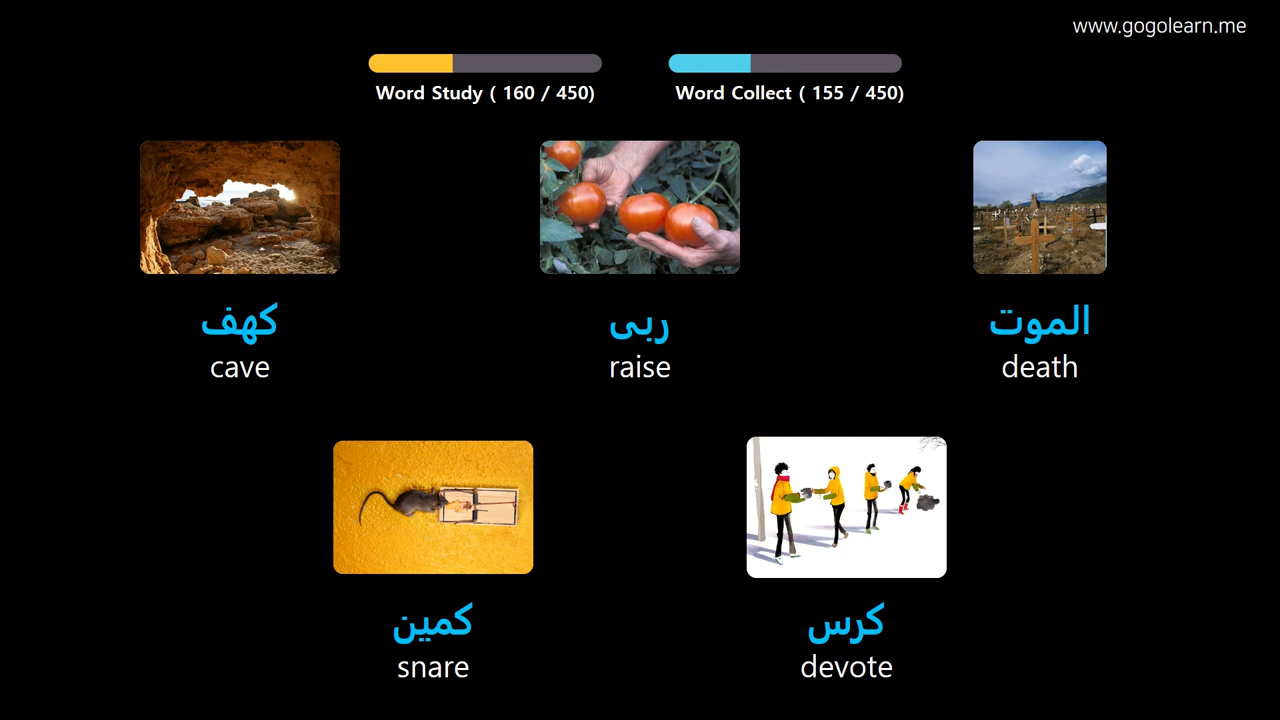 www.gogolearn.me
Word Study ( 160 / 450)
Word Collect ( 155 / 450)
كهف
cave
ربى
raise
الموت
death
كمين
snare
كرس
devote